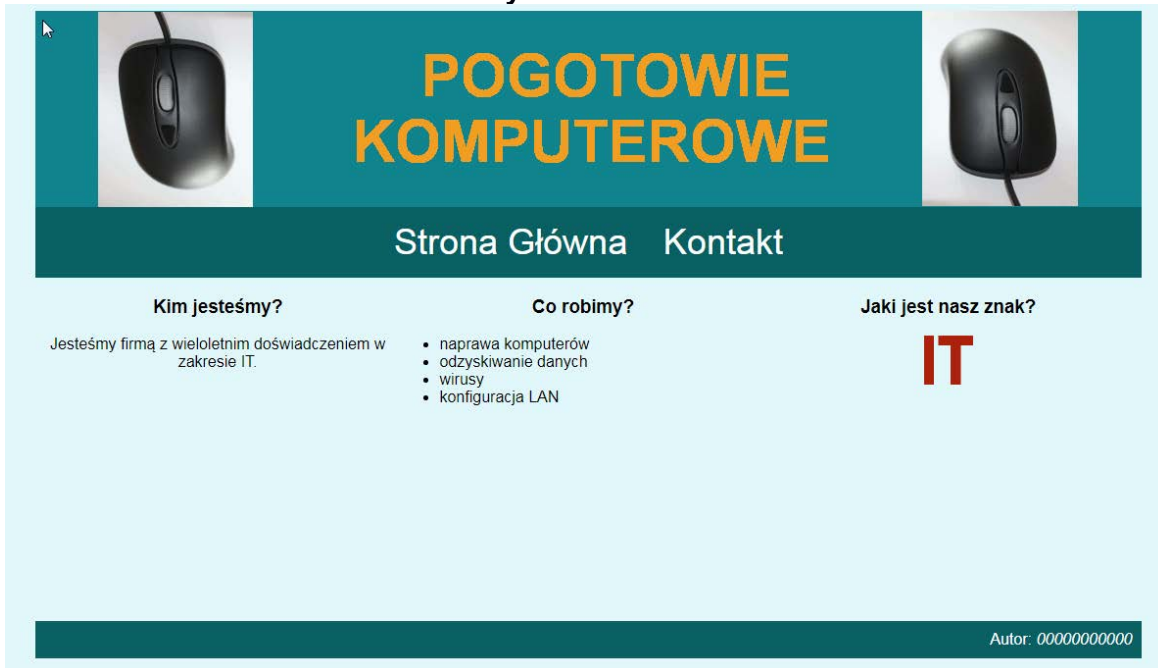 POGOTOWIE
KOMPUTEROWE
Strona Główna Kontakt
Kim jesteśmy?
Jesteśmy firmą z wieloletnim doświadczeniem w
zakresie IT.
Co robimy?
naprawa komputerów
odzyskiwanie danych
wirusy
konfiguracja LAN
Jaki jest nasz znak?
IT
Autor: 00000000000